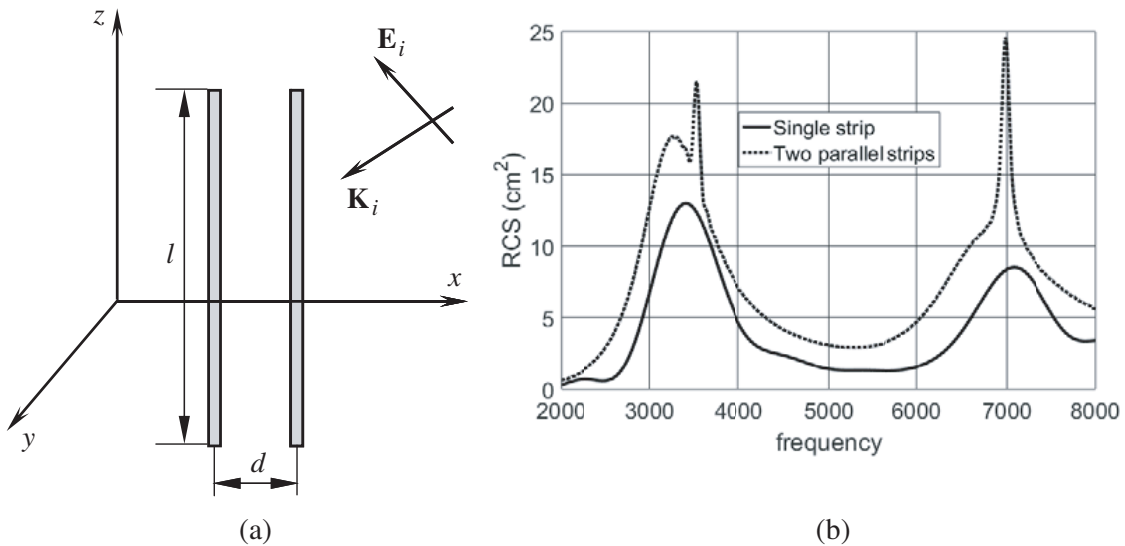 z
E i
K i
l
x
y
d
(a)
25
20
15
10
5
0
RCS (cm²)
Single strip
Two parallel strips
2000 3000 4000 5000 6000 7000 8000
frequency
(b)